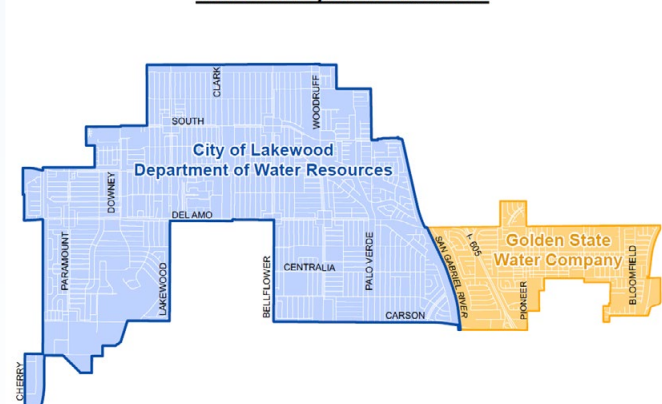 CLARK
WOODRUFF
SOUTH
City of Lakewood
Department of Water Resources
DOWNEY
DEL AMO
PARAMOUNT
LAKEWOOD
BELLFLOWER
CENTRALIA
PALO VERDE
CARSON
SAN GABRIEL RIVER
I- 605
Golden State
Water Company
PIONEER
BLOOMFIELD
CHERRY